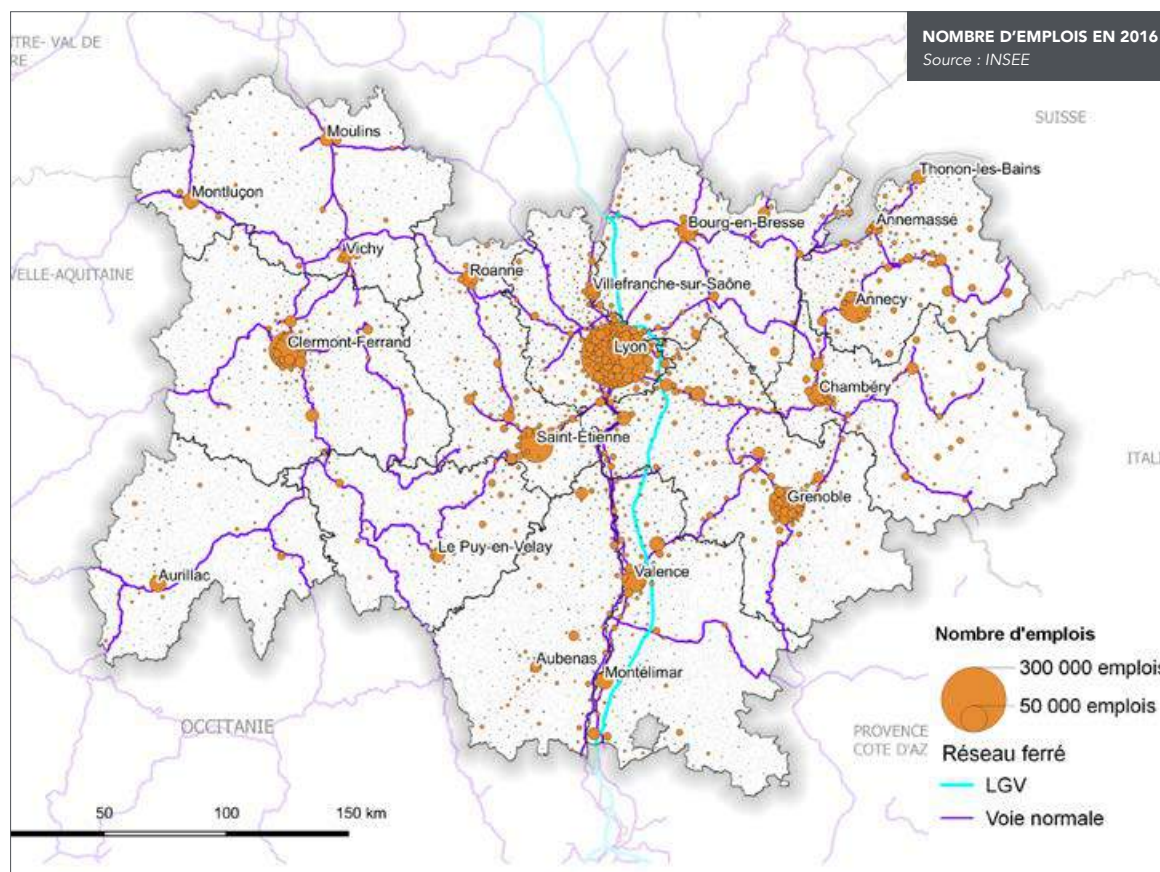 NOMBRE D'EMPLOIS EN 2016
Source : INSEE
TRE- VAL DE
RE
SUISSE
Moulins
Thonon-les-Bains
Montluçon
Bourg-en-Bresse
Annemasse
Vichy
VELLE-AQUITAINE
Roanne
Villefranche-sur-Saône
Annecy
Clermont-Ferrand
Lyon
Chambéry
Saint-Etienne
ITALI
Grenoble
Le Puy-en-Velay
Aurillac
Valence
Aubenas
Montélimar
OCCITANIE
PROVENCE
COTE D'AZ
Nombre d'emplois
300 000 emplois
50 000 emplois
Réseau ferré
LGV
Voie normale
50
100
150 km